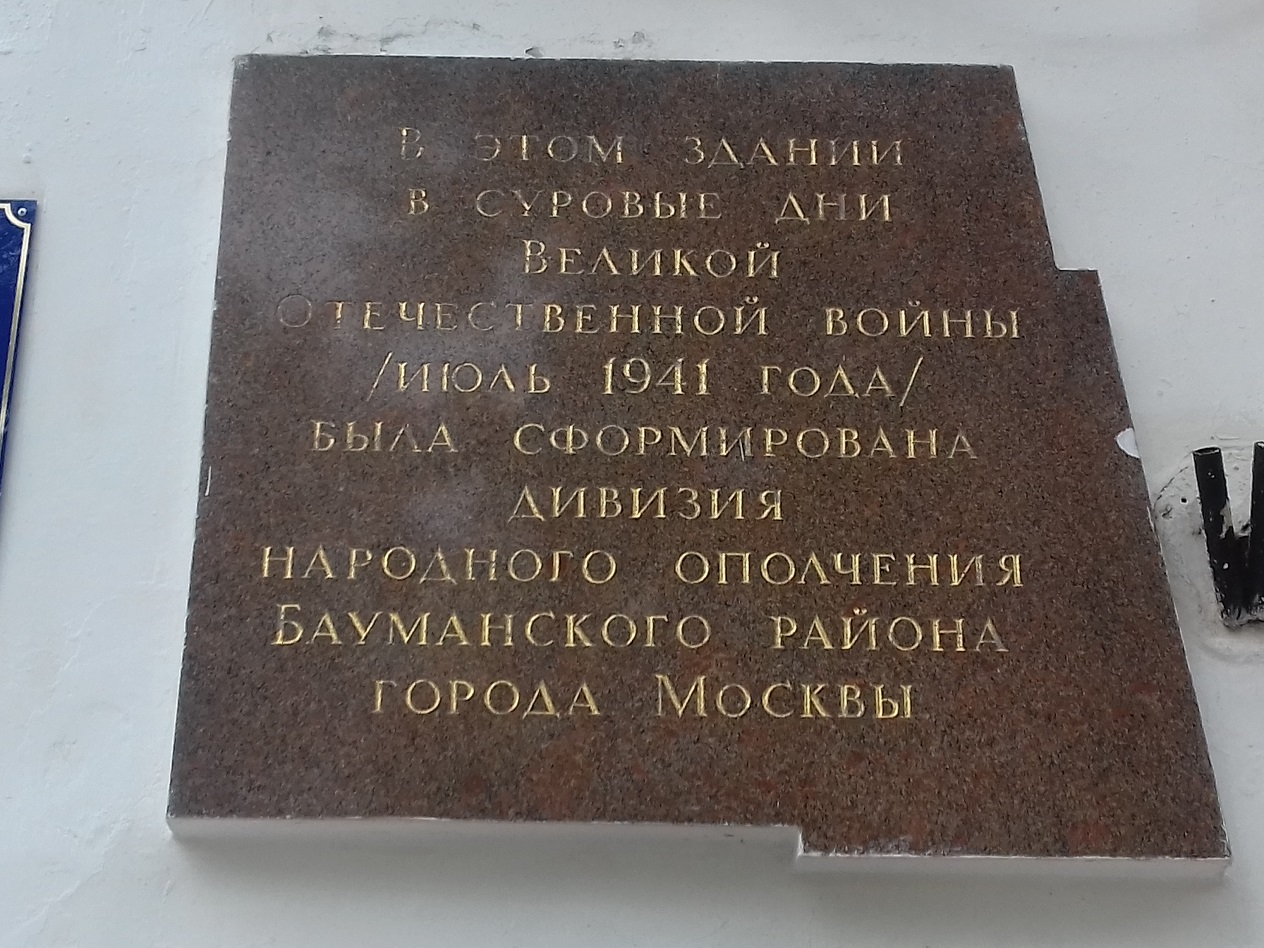 В ЭТОМ ЗДАНИИ
В СУРОВЫЕ ДНИ
ВЕЛИКОЙ
ОТЕЧЕСТВЕННОЙ ВОЙНЫ
/ИЮЛЬ 1941 ГОДА/
БЫЛА СФОРМИРОВАНА
ДИВИЗИЯ
НАРОДНОГО ОПОЛЧЕНИЯ
БАУМАНСКОГО РАЙОНА
ГОРОДА МОСКВЫ